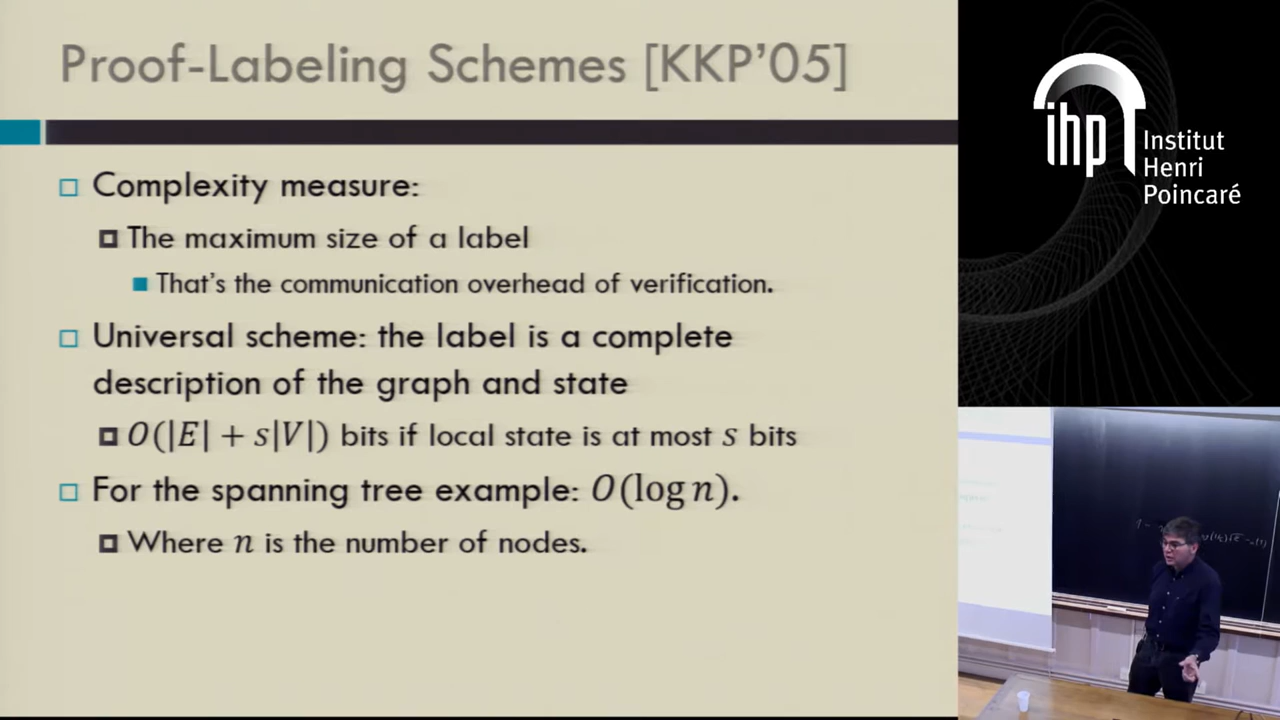 Proof-Labeling Schemes [KKP'05]
Complexity measure:
The maximum size of a label
That's the communication overhead of verification.
Universal scheme: the label is a complete
description of the graph and state
O(|E| + s|V|) bits if local state is at most s bits
For the spanning tree example: O(log n).
Where n is the number of nodes.
ihp
Institut
Henri
Poincaré